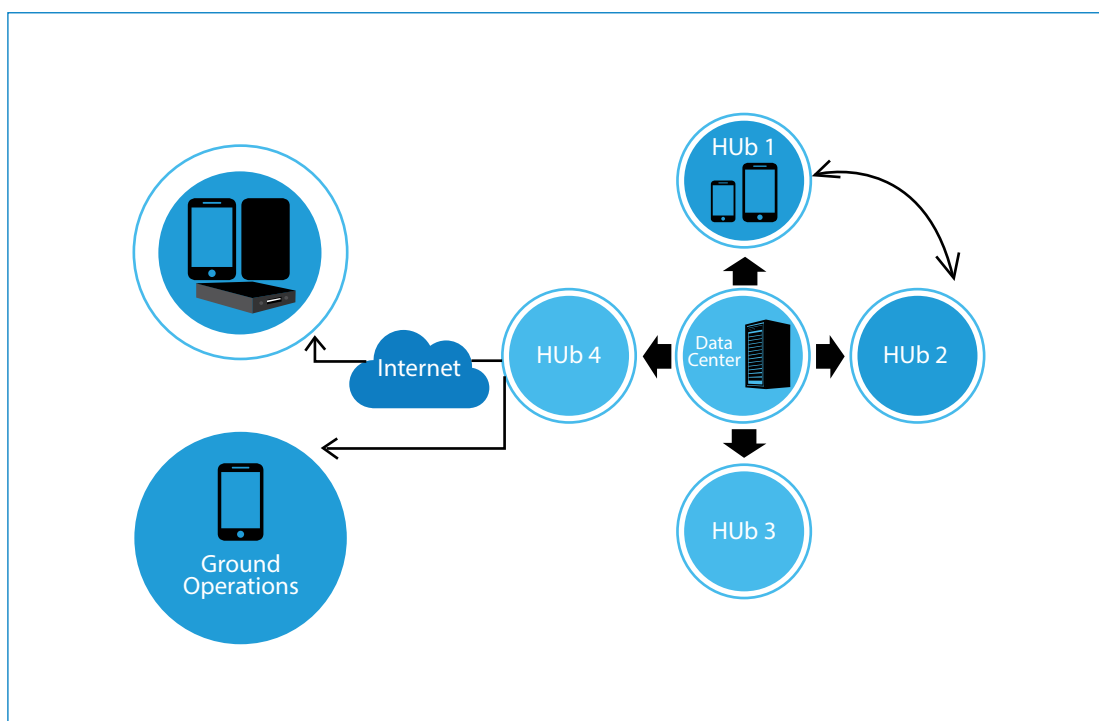 HUb 1
Internet
HUb 4
Data
Center
HUb 2
HUb 3
Ground
Operations